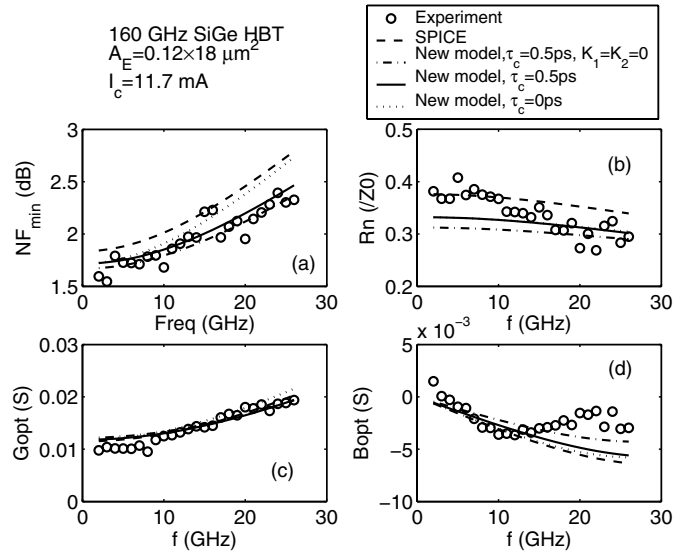 160 GHz SiGe HBT
A_E=0.12×18 μm²
I_c=11.7 mA
Experiment
SPICE
New model,τ_c=0.5ps, K₁=K₂=0
New model, τ_c=0.5ps
New model, τ_c=0ps
3
2.5
2
1.5
NF_min (dB)
(a)
0
10
20
30
Freq (GHz)
0.5
0.4
0.3
0.2
Rn (/Z0)
(b)
0
10
20
30
f (GHz)
0.03
0.02
0.01
0
Gopt (S)
(c)
0
10
20
30
f (GHz)
x 10⁻³
5
0
−5
−10
Bopt (S)
(d)
0
10
20
30
f (GHz)